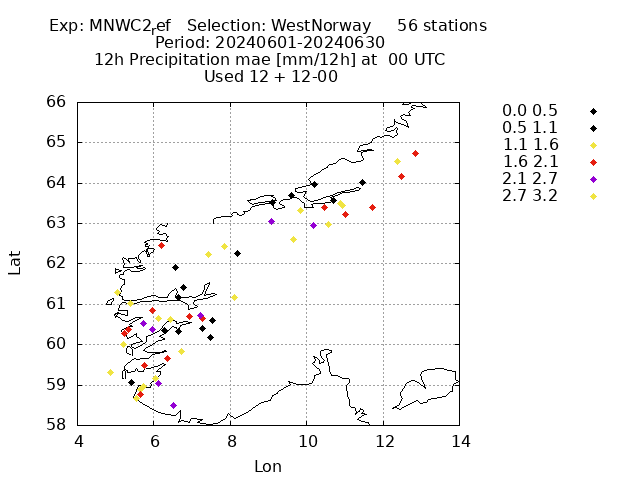 Exp: MNWC2ref Selection: WestNorway 56 stations
Period: 20240601-20240630
12h Precipitation mae [mm/12h] at 00 UTC
Used 12 + 12-00
66
65
64
63
62
61
60
59
58
4 6 8 10 12 14
Lat
Lon
0.0 0.5
0.5 1.1
1.1 1.6
1.6 2.1
2.1 2.7
2.7 3.2